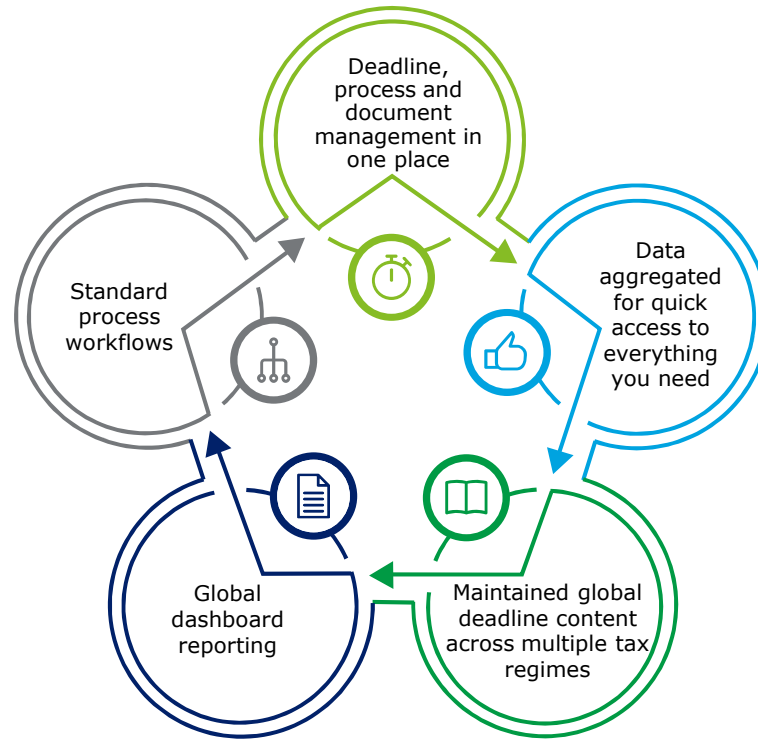 Deadline,
process and
document
management in
one place
Data
aggregated
for quick
access to
everything
you need
Maintained global
deadline content
across multiple tax
regimes
Global
dashboard
reporting
Standard
process
workflows